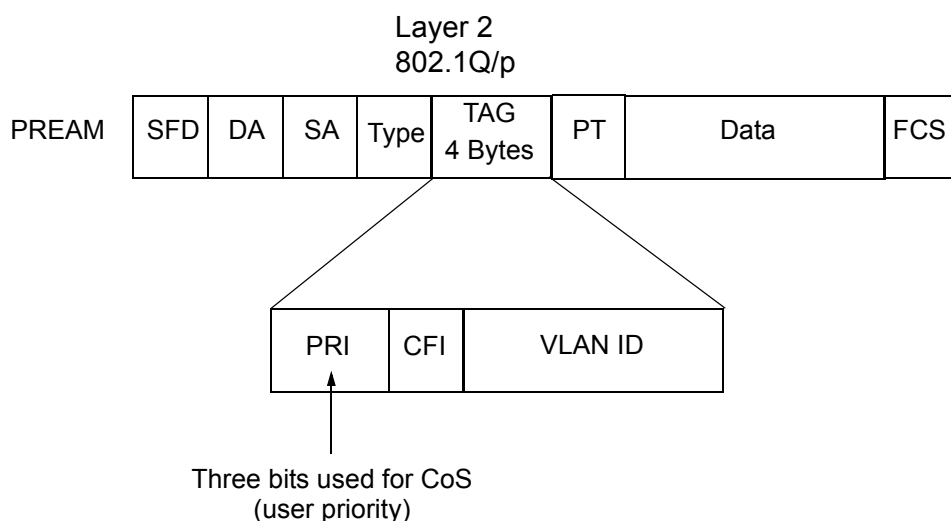 Layer 2
802.1Q/p
PREAM SFD DA SA Type TAG 4 Bytes PT Data FCS
PRI CFI VLAN ID
Three bits used for CoS
(user priority)